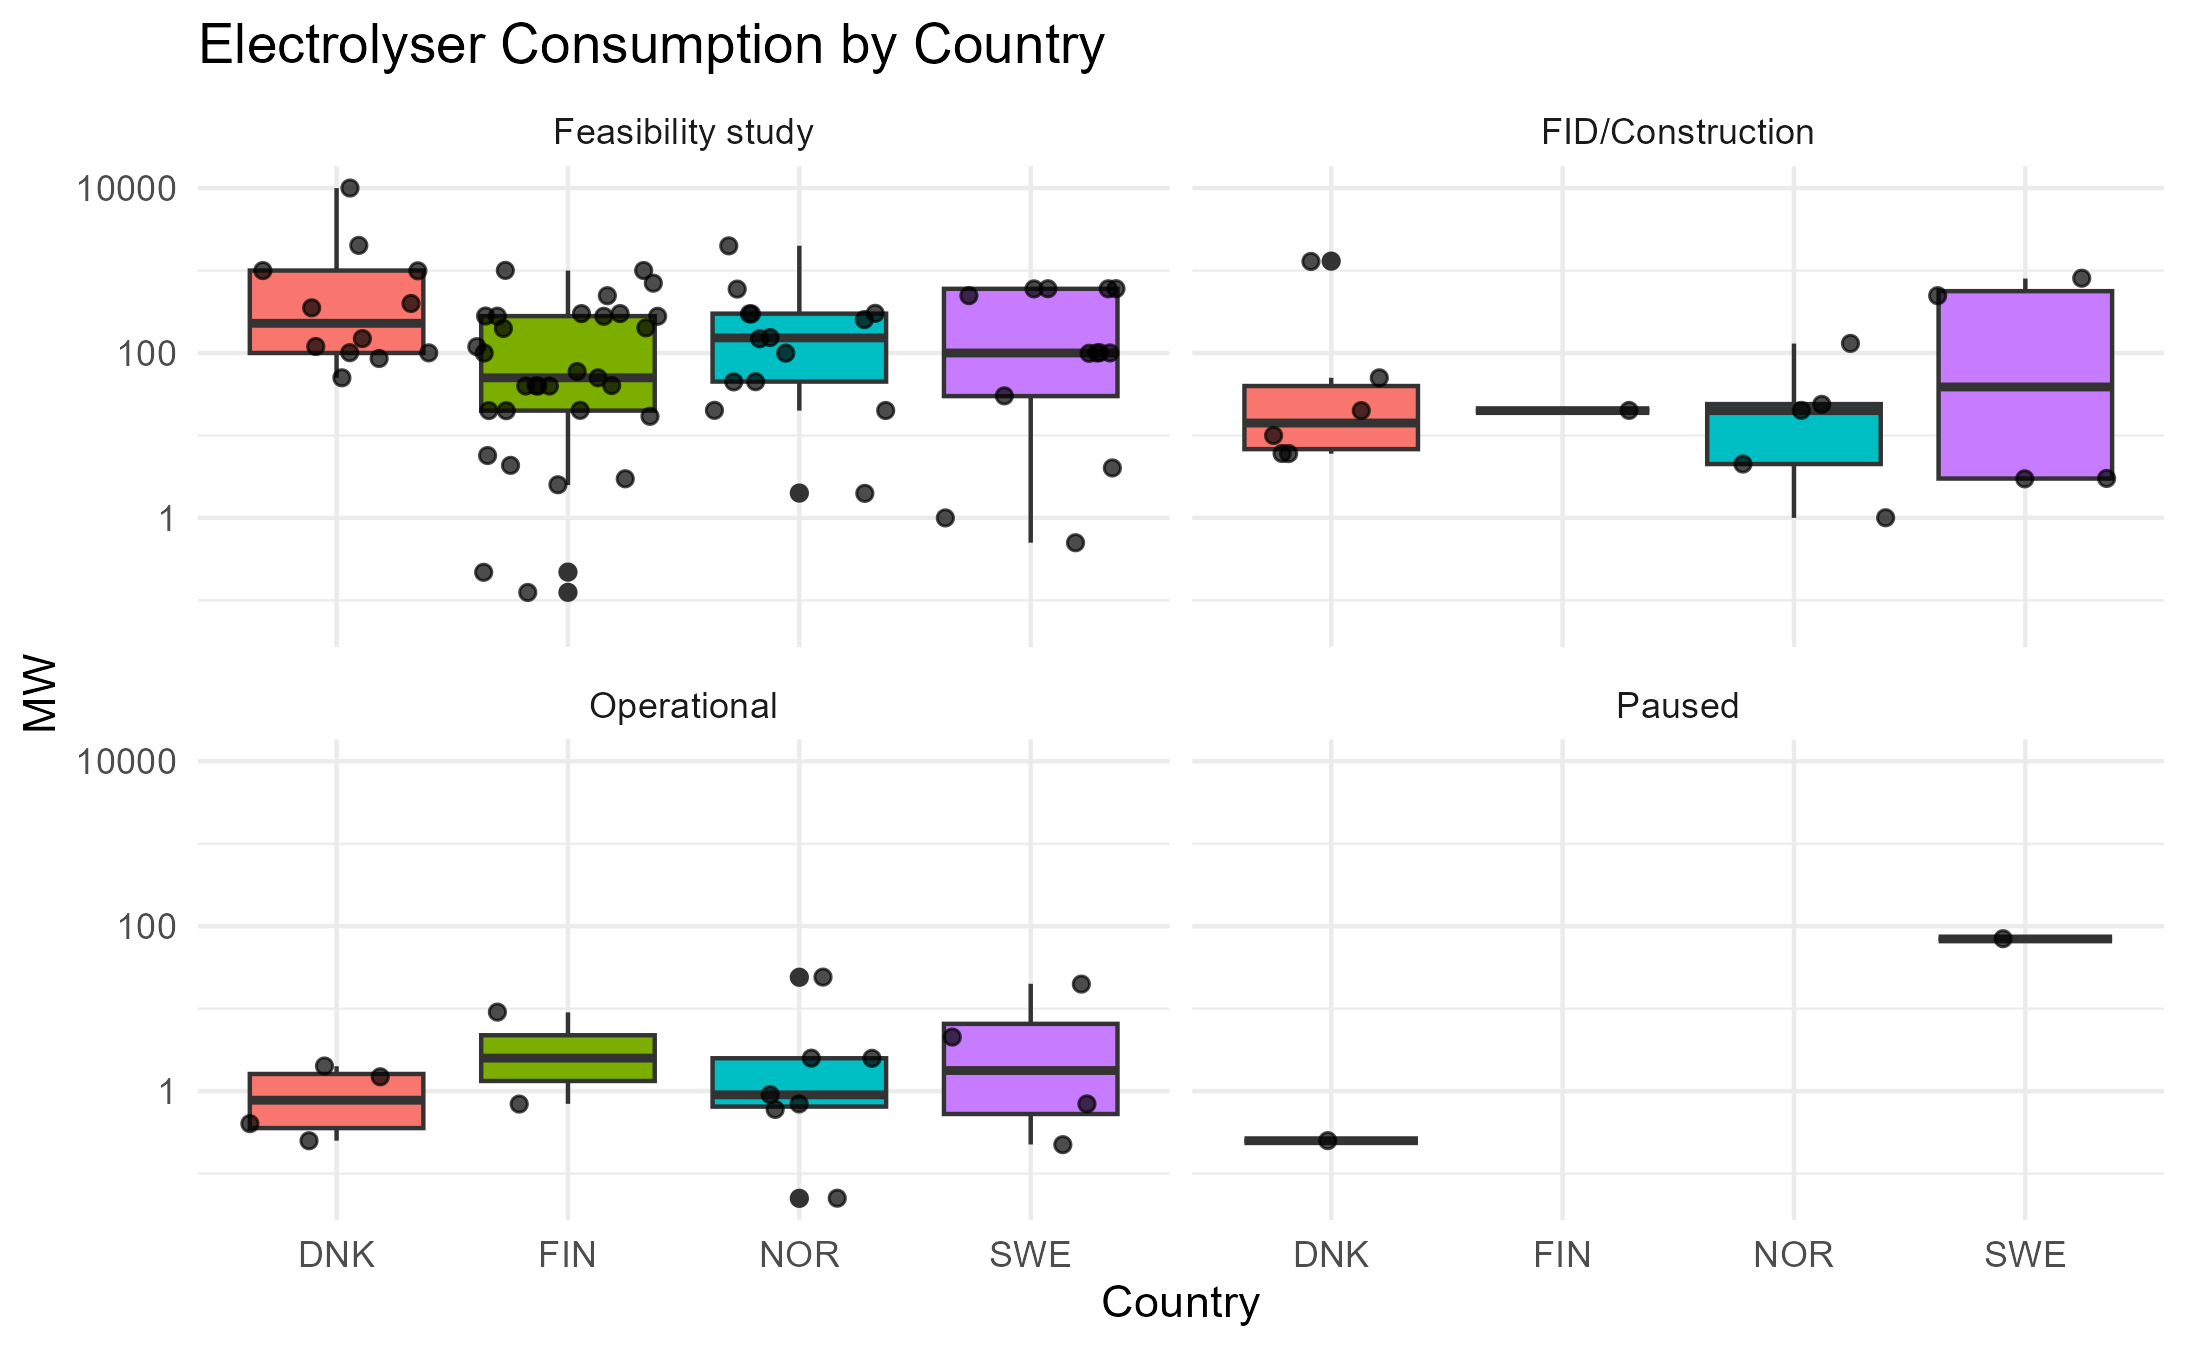 Electrolyser Consumption by Country
Feasibility study
FID/Construction
10000
100
1
MW
Operational
Paused
10000
100
1
DNK FIN NOR SWE DNK FIN NOR SWE
Country